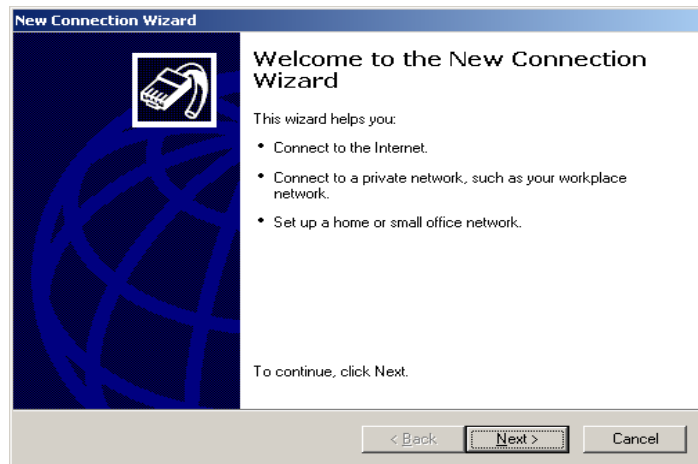 New Connection Wizard
Welcome to the New Connection
Wizard
This wizard helps you:
• Connect to the Internet.
• Connect to a private network, such as your workplace
network.
• Set up a home or small office network.
To continue, click Next.
< Back
Next >
Cancel